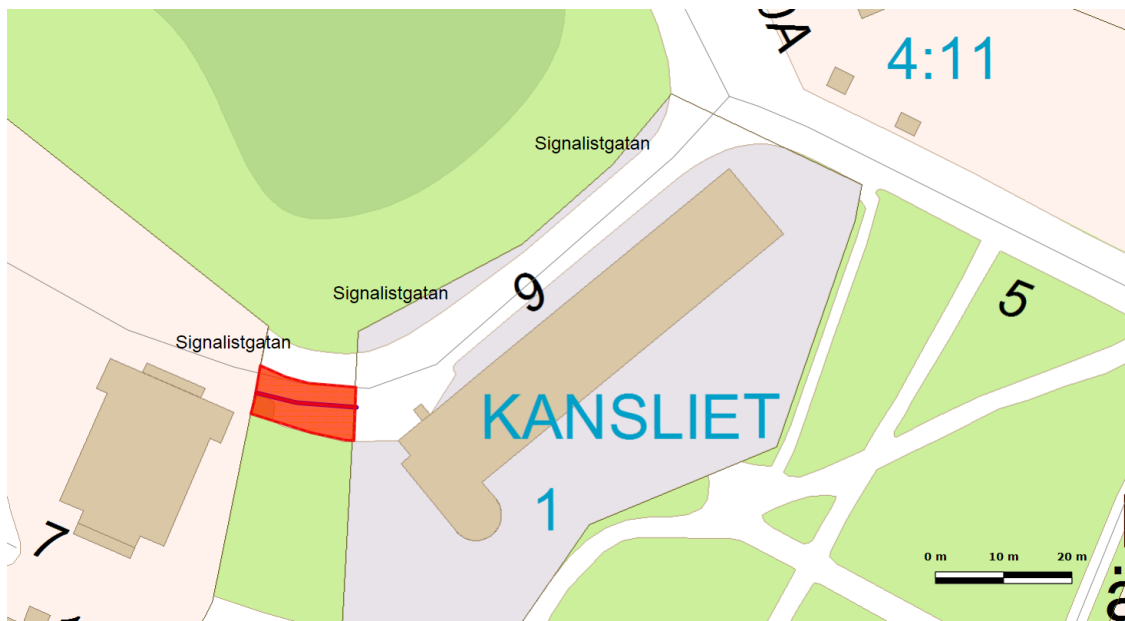 4:11
Signalistgatan
Signalistgatan
9
5
Signalistgatan
KANSLIET
1
7
0 m 10 m 20 m